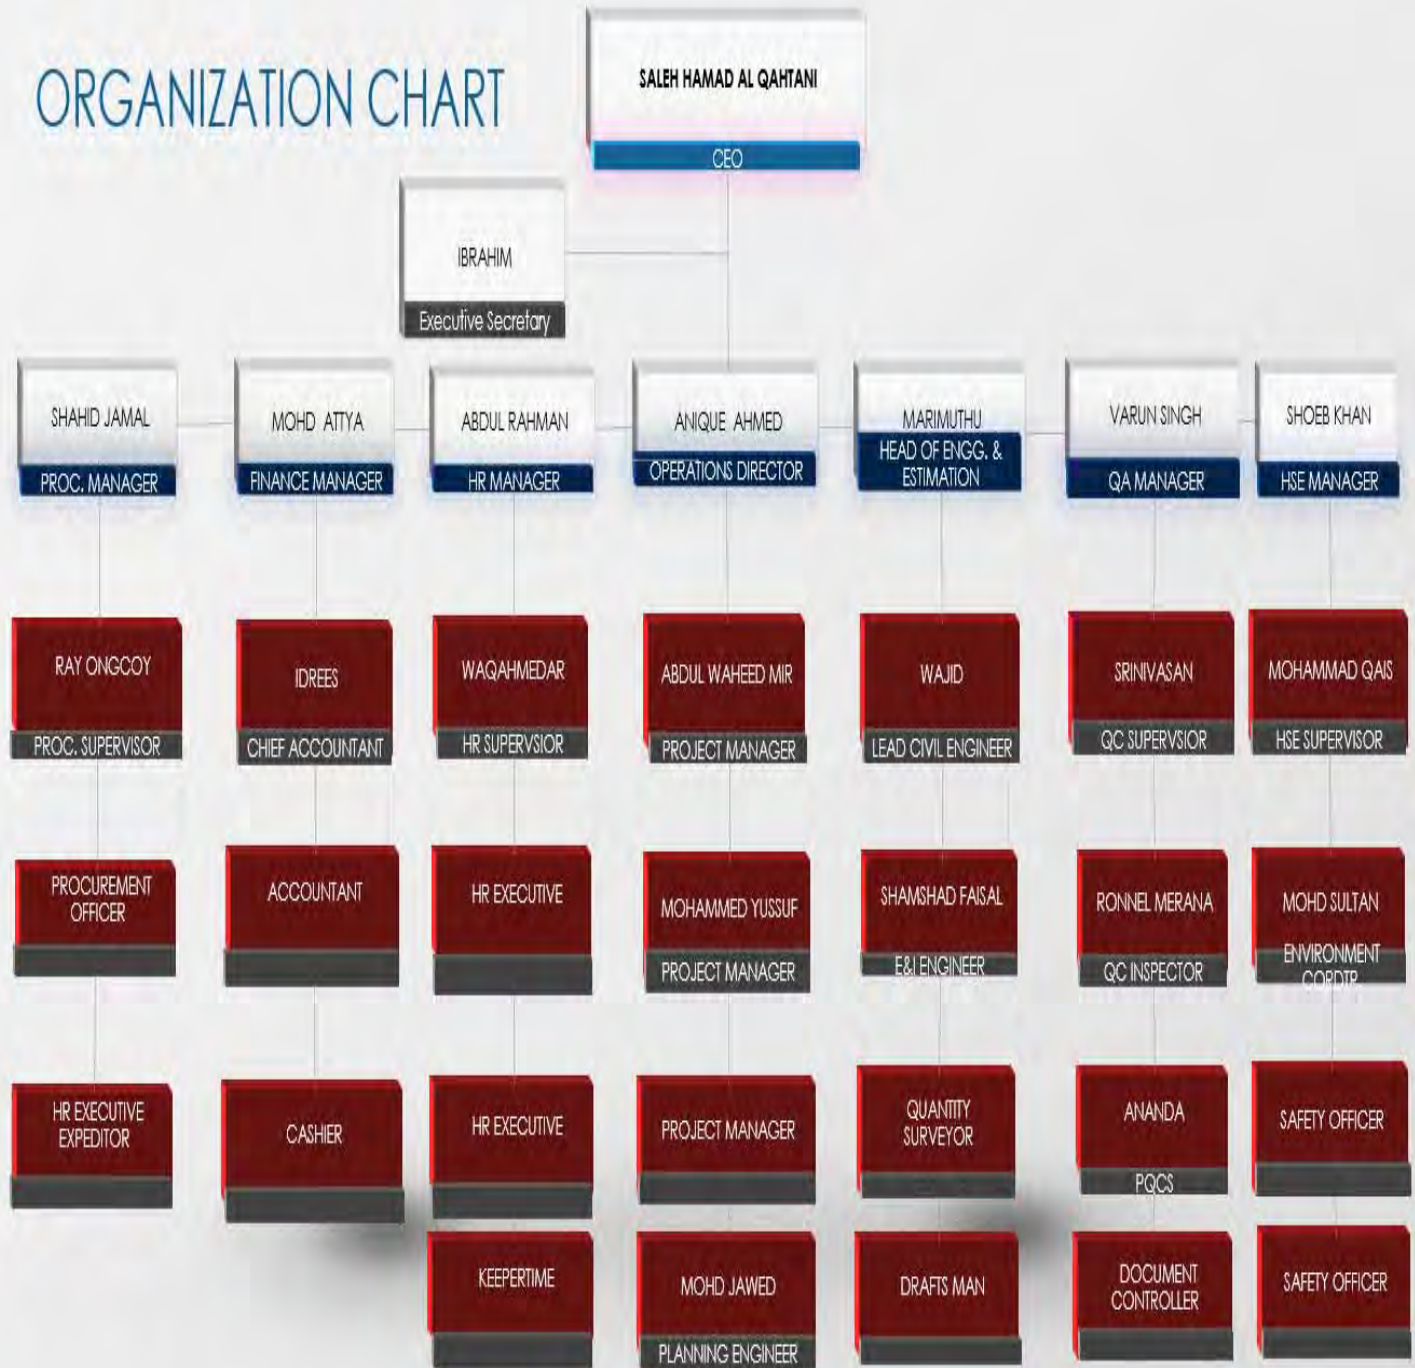 ORGANIZATION CHART
SALEH HAMAD AL QAHTANI
CEO
IBRAHIM
Executive Secretary
SHAHID JAMAL
PROC. MANAGER
MOHD ATTYA
FINANCE MANAGER
ABDUL RAHMAN
HR MANAGER
ANIQUE AHMED
OPERATIONS DIRECTOR
MARIMUTHU
HEAD OF ENGG. &
ESTIMATION
VARUN SINGH
QA MANAGER
SHOEB KHAN
HSE MANAGER
RAY ONGCOY
PROC. SUPERVISOR
IDREES
CHIEF ACCOUNTANT
WAQAHMEDAR
HR SUPERVSIOR
ABDUL WAHEED MIR
PROJECT MANAGER
WAJID
LEAD CIVIL ENGINEER
SRINIVASAN
QC SUPERVSIOR
MOHAMMAD QAIS
HSE SUPERVISOR
PROCUREMENT
OFFICER
ACCOUNTANT
HR EXECUTIVE
MOHAMMED YUSSUF
PROJECT MANAGER
SHAMSHAD FAISAL
E&I ENGINEER
RONNEL MERANA
QC INSPECTOR
MOHD SULTAN
ENVIRONMENT
CORDTR.
HR EXECUTIVE
EXPEDITOR
CASHIER
HR EXECUTIVE
PROJECT MANAGER
QUANTITY
SURVEYOR
ANANDA
PQCS
SAFETY OFFICER
KEEPERTIME
MOHD JAWED
PLANNING ENGINEER
DRAFTS MAN
DOCUMENT
CONTROLLER
SAFETY OFFICER